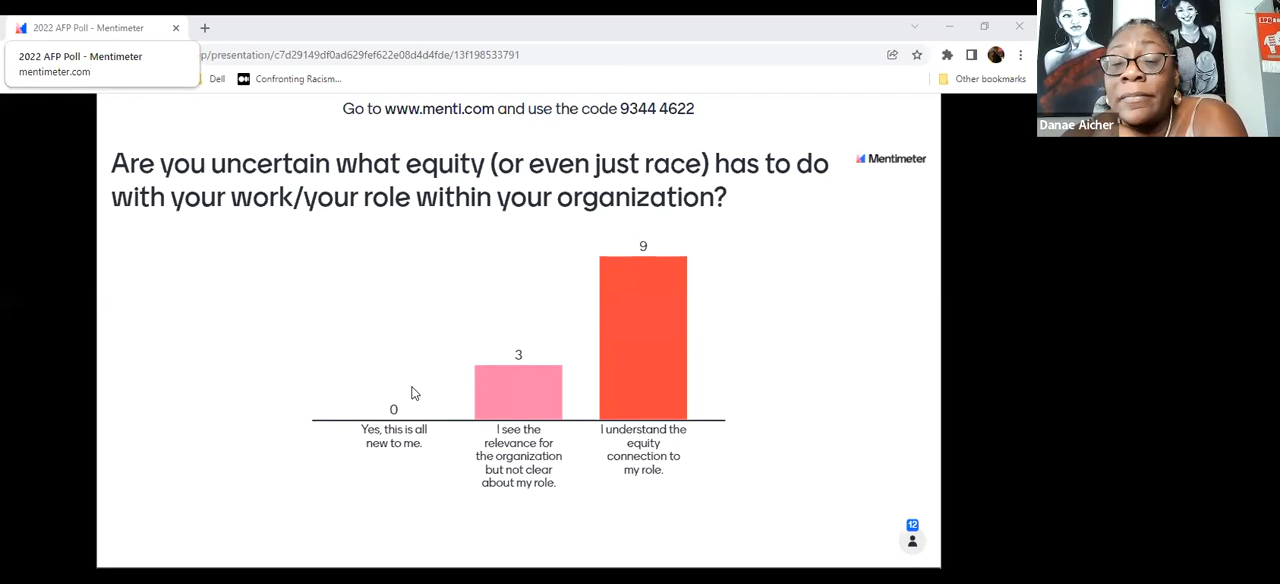 2022 AFP Poll - Mentimeter
2022 AFP Poll - Mentimeter
mentimeter.com
p/presentation/c7d29149df0ad629fef622e08d4d4fde/13f198533791
Dell
Confronting Racism...
Other bookmarks
Danae Aicher
Go to www.menti.com and use the code 9344 4622
Are you uncertain what equity (or even just race) has to do
with your work/your role within your organization?
Mentimeter
9
3
0
Yes, this is all
new to me.
I see the
relevance for
the organization
but not clear
about my role.
I understand the
equity
connection to
my role.
12